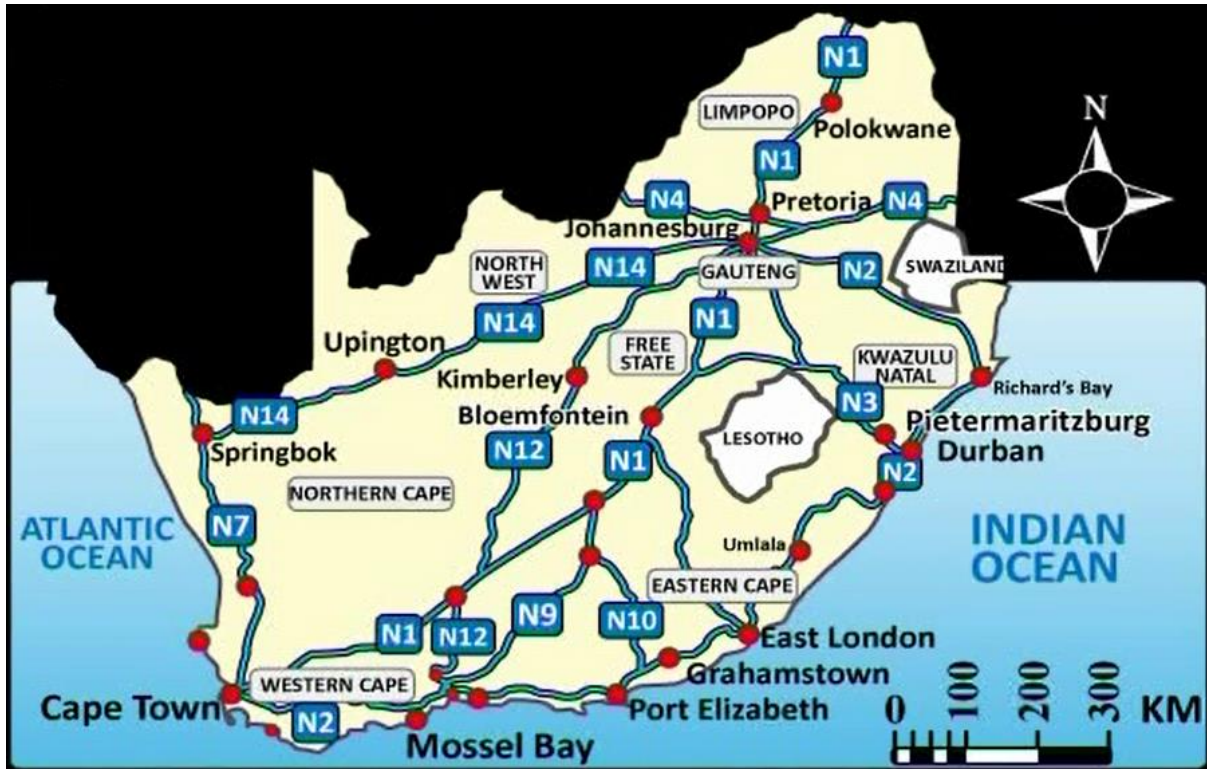 N1
N
LIMPOPO
Polokwane
N1
N4
Pretoria
N4
Johannesburg
NORTH
WEST
N14
GAUTENG
N2
SWAZILAND
N14
N1
Upington
FREE
STATE
KWAZULU
NATAL
Kimberley
Richard's Bay
N14
Bloemfontein
N3
Pietermaritzburg
Springbok
N12
N1
LESOTHO
Durban
N2
NORTHERN CAPE
ATLANTIC
OCEAN
N7
INDIAN
OCEAN
Umlala
EASTERN CAPE
N1
N12
N9
N10
East London
Grahamstown
WESTERN CAPE
Cape Town
N2
Port Elizabeth
Mossel Bay
0 100 200 300 KM